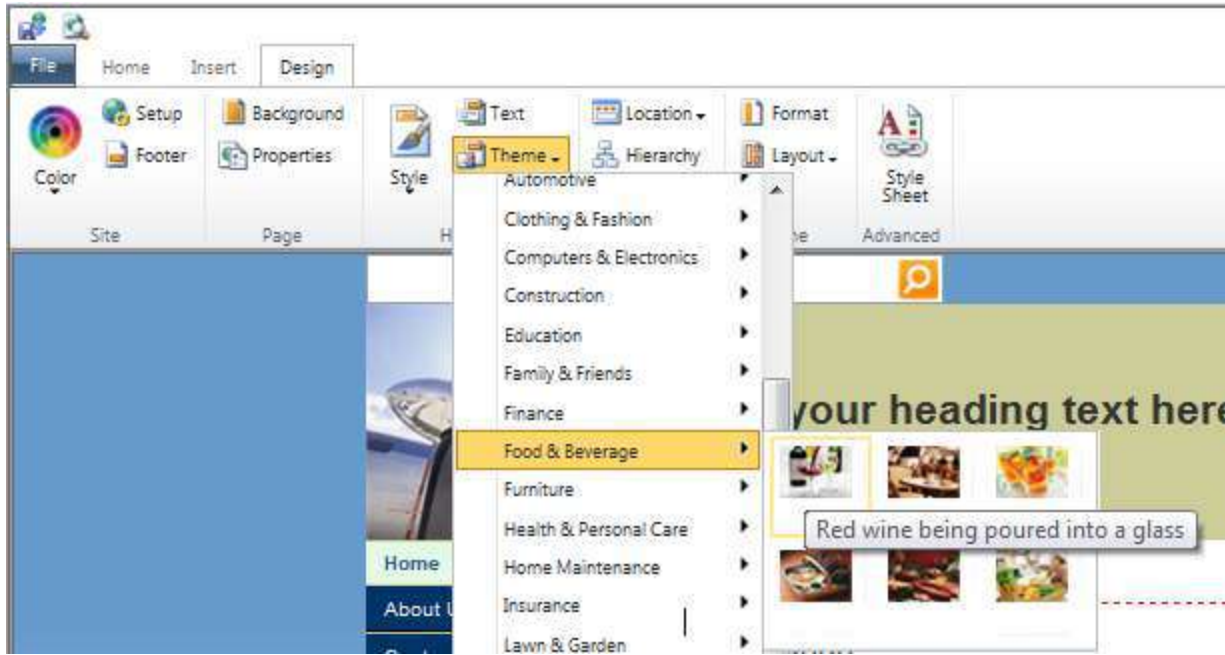 File Home Insert Design
Setup Background Text Location Format
Footer Properties Theme Hierarchy Layout
Color Style Style
Sheet
Site Page H Advanced
Automotive
Clothing & Fashion
Computers & Electronics
Construction
Education
Family & Friends
Finance
your heading text here
Food & Beverage
Furniture
Health & Personal Care
Red wine being poured into a glass
Home
Home Maintenance
About U
Insurance
Lawn & Garden